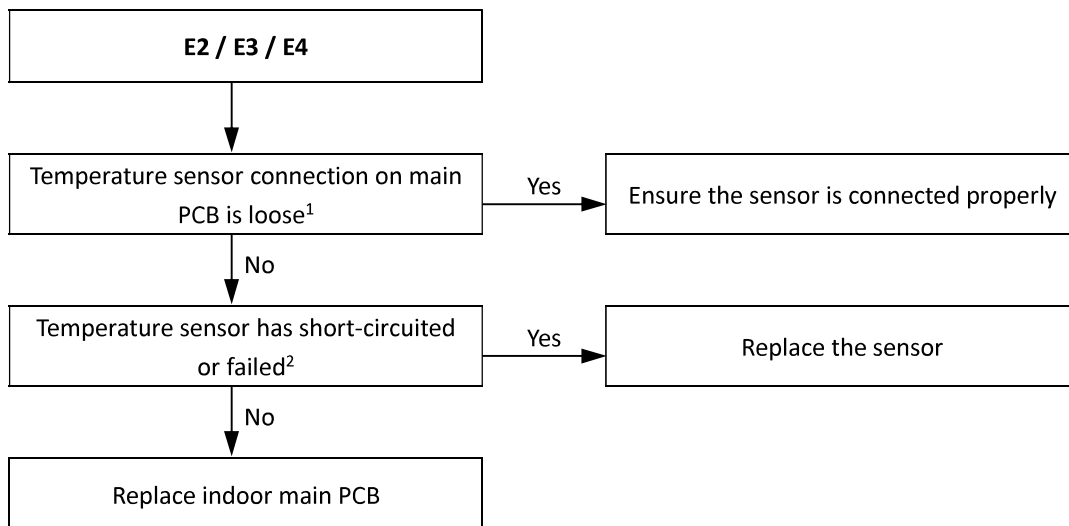 E2 / E3 / E4
Temperature sensor connection on main
PCB is loose¹
Yes
Ensure the sensor is connected properly
No
Temperature sensor has short-circuited
or failed²
Yes
Replace the sensor
No
Replace indoor main PCB